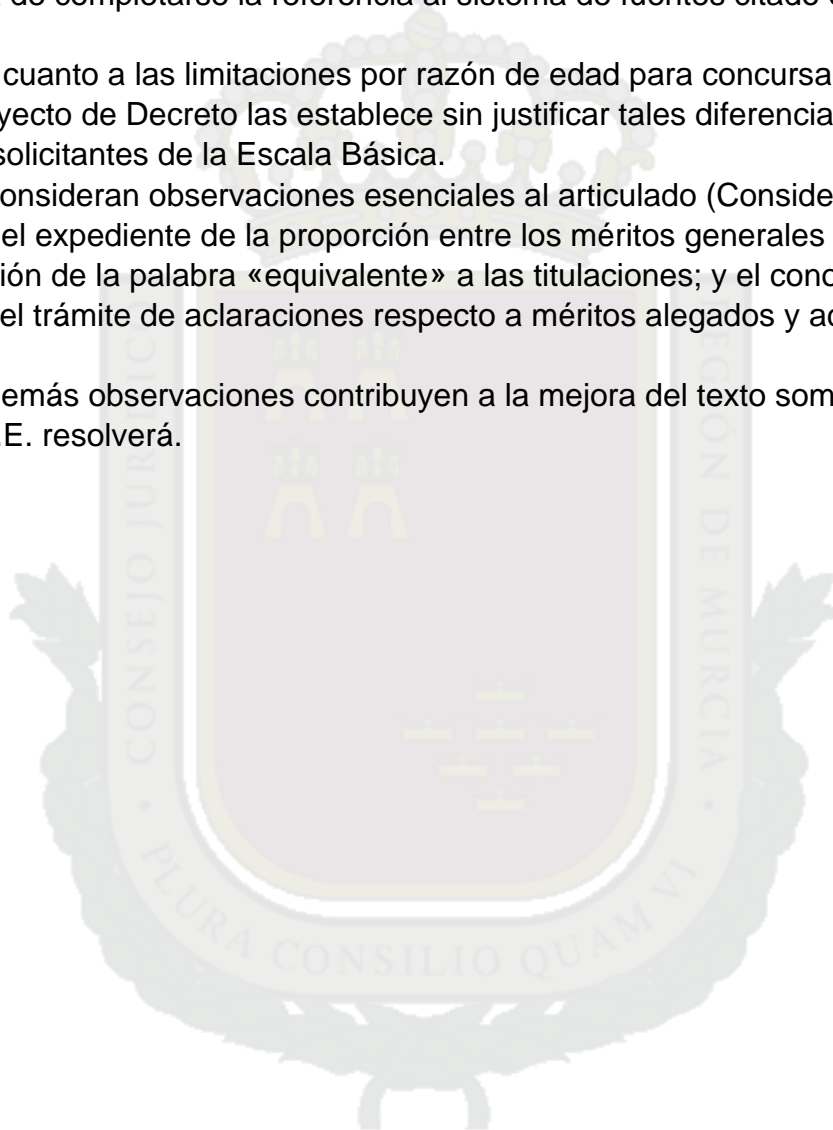 de completarse la referencia al sistema de fuentes citado
cuanto a las limitaciones por razón de edad para concursa
yecto de Decreto las establece sin justificar tales diferencia
solicitantes de la Escala Básica.
onsideran observaciones esenciales al articulado (Conside
el expediente de la proporción entre los méritos generales
ión de la palabra «equivalente» a las titulaciones; y el cono
el trámite de aclaraciones respecto a méritos alegados y ac
emás observaciones contribuyen a la mejora del texto som
.E. resolverá.
CONSEJO JURÍDICO
REGIÓN DE MURCIA
PLURA CONSILIO QUAM VI